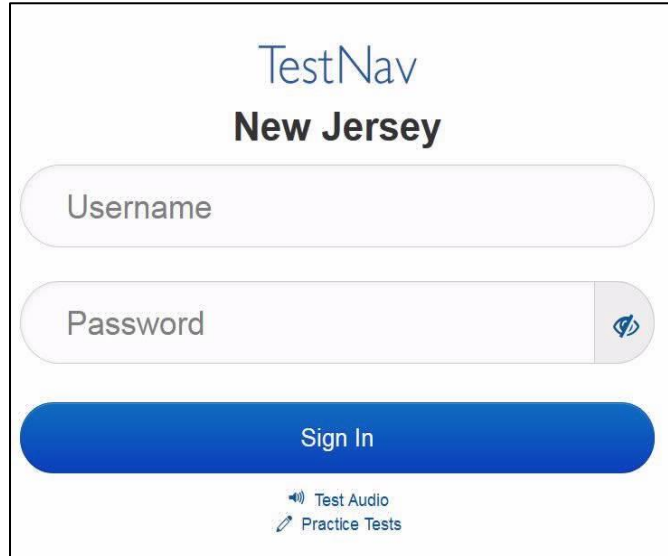 TestNav
New Jersey
Username
Password
Sign In
Test Audio
Practice Tests